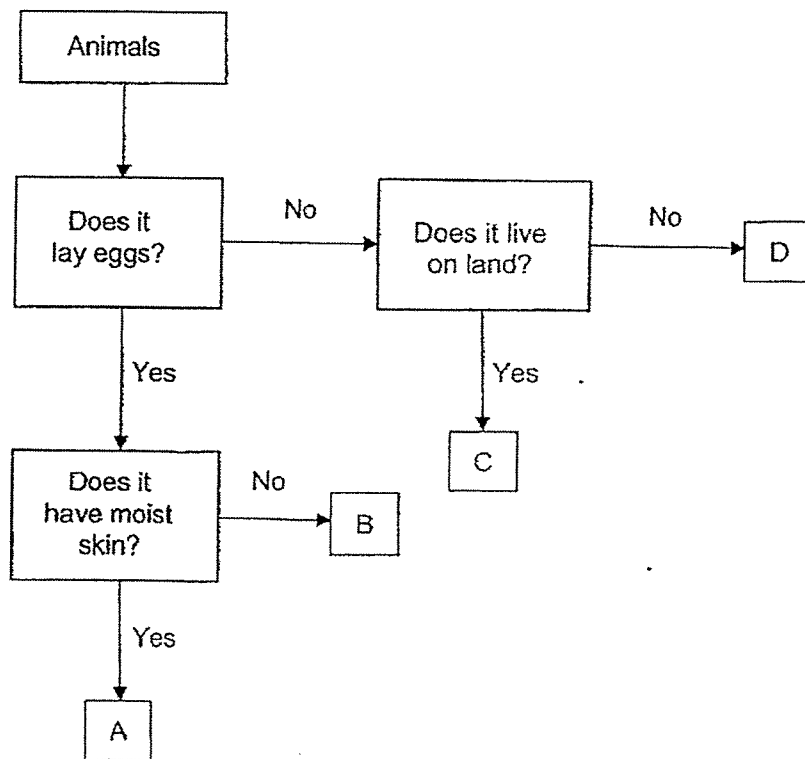 Animals
Does it
lay eggs?
No
Does it live
on land?
No
D
Yes
Yes
C
Does it
have moist
skin?
No
B
Yes
A